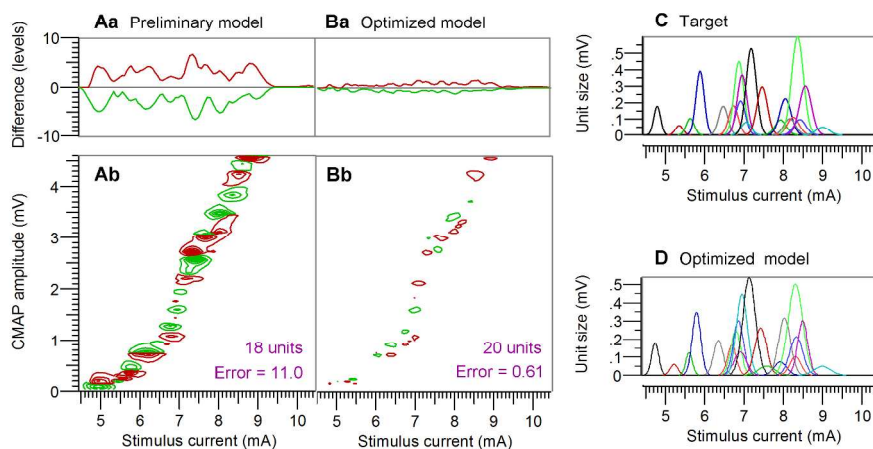 Aa Preliminary model
Ba Optimized model
Difference (levels)
10
0
-10
Ab
Bb
CMAP amplitude (mV)
4
3
2
1
0
18 units
Error = 11.0
20 units
Error = 0.61
5 6 7 8 9 10
5 6 7 8 9 10
Stimulus current (mA)
Stimulus current (mA)
C Target
Unit size (mV)
.5
.4
.3
.2
.1
0
5 6 7 8 9 10
Stimulus current (mA)
D Optimized model
Unit size (mV)
.5
.4
.3
.2
.1
0
5 6 7 8 9 10
Stimulus current (mA)